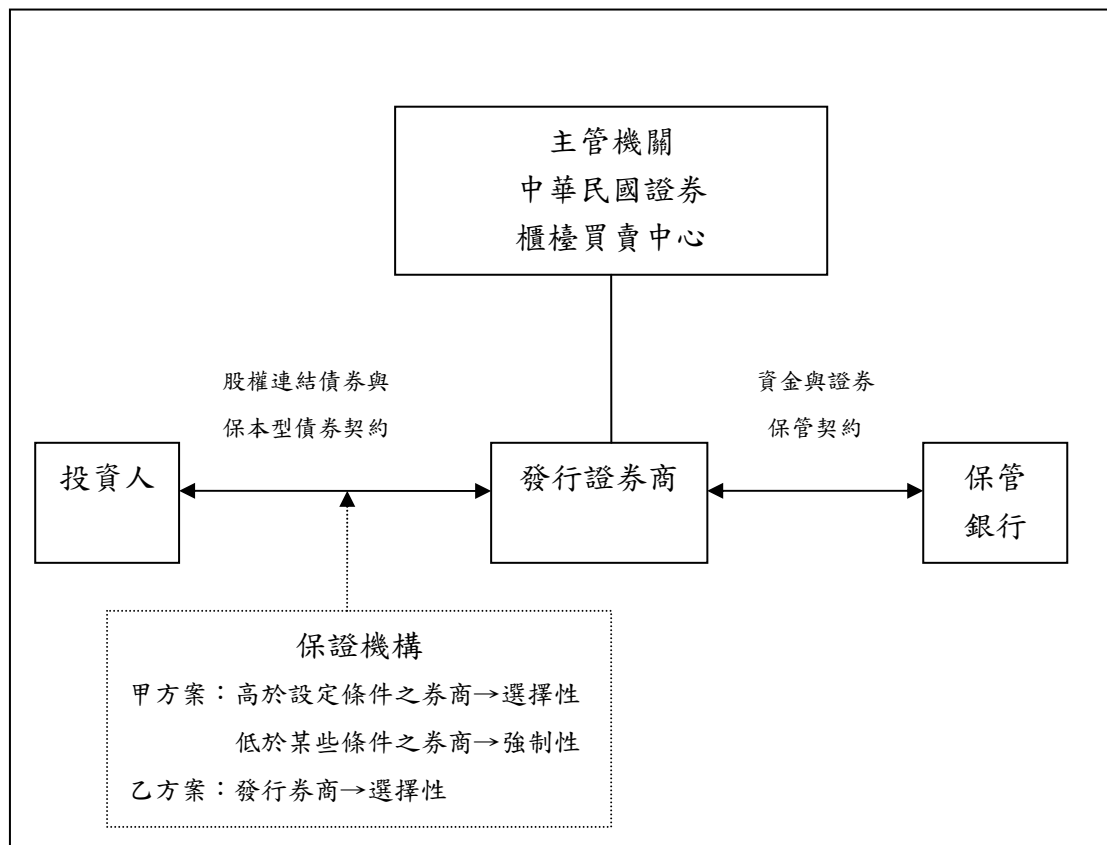 主管機關
中華民國證券
櫃檯買賣中心
股權連結債券與
保本型債券契約
資金與證券
保管契約
投資人
發行證券商
保管
銀行
保證機構
甲方案：高於設定條件之券商→選擇性
低於某些條件之券商→強制性
乙方案：發行券商→選擇性